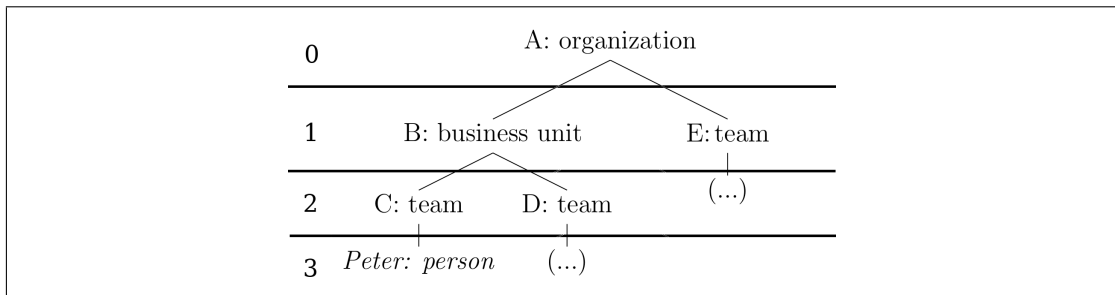 0 A: organization
1 B: business unit E: team
(...)
2 C: team D: team
3 Peter: person (...)